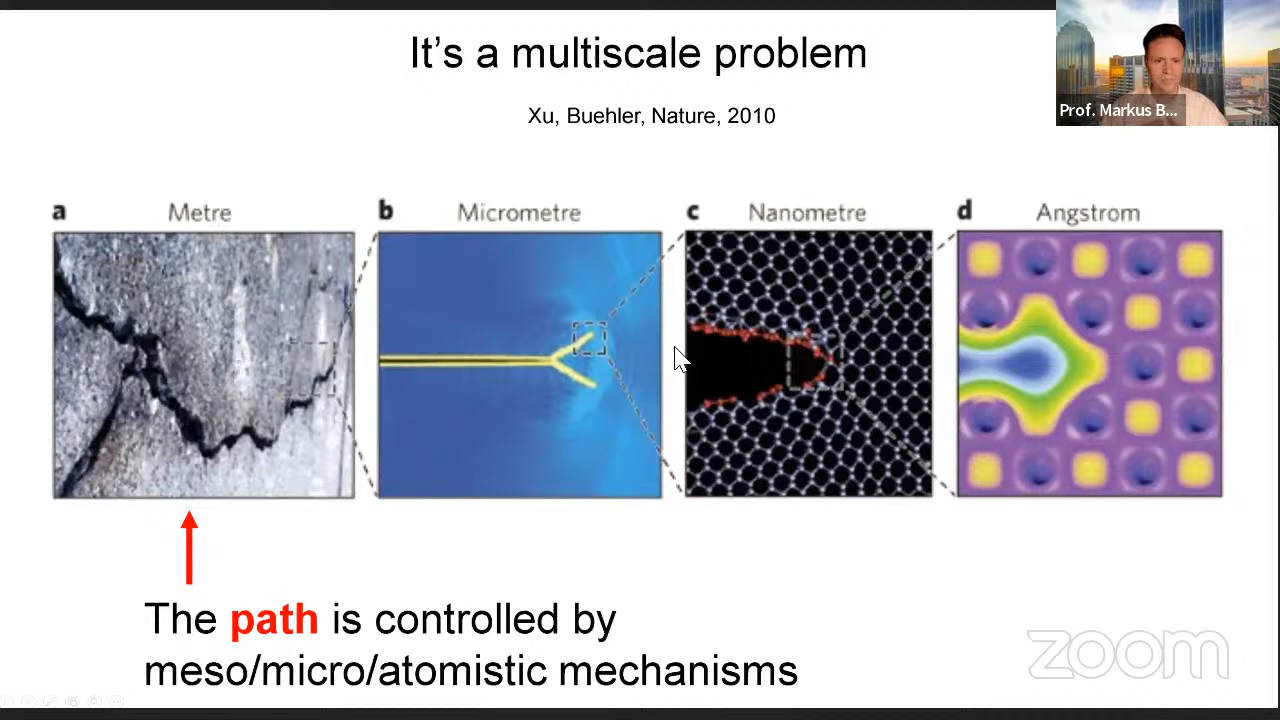 It’s a multiscale problem
Xu, Buehler, Nature, 2010
Prof. Markus B...
a Metre
b Micrometre
c Nanometre
d Angstrom
The path is controlled by
meso/micro/atomistic mechanisms
zoom